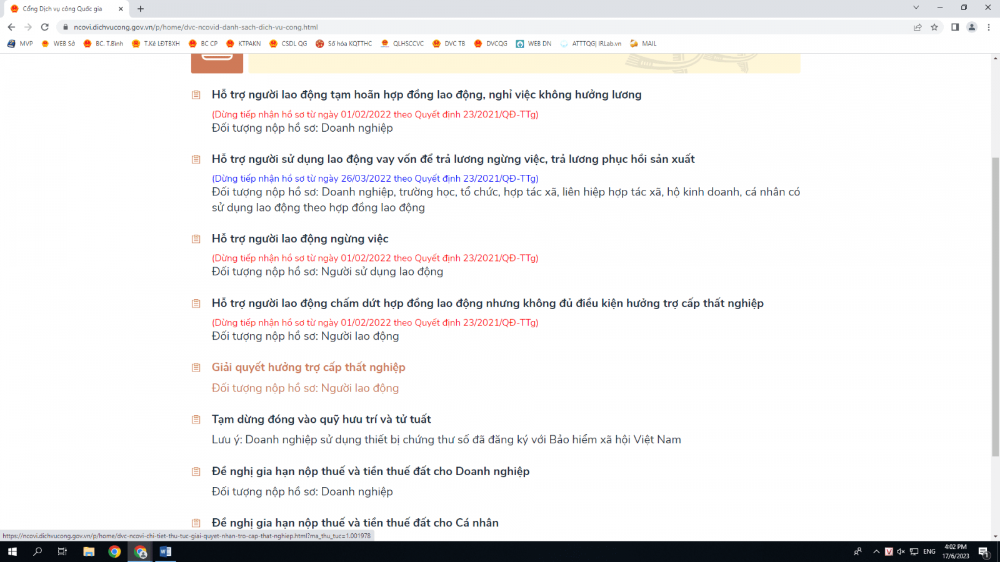 Cổng Dịch vụ công Quốc gia
ncovi.dichvucong.gov.vn/p/home/dvc-ncovid-danh-sach-dich-vu-cong.html
MVP WEB Sở BC. T.Bình T.Kê LĐTBXH BC CP KTPAKN CSDL QG Số hóa KQTTHC QLHSCCVC DVC TB DVCQG WEB DN ATTTQG| IRLab.vn MAIL
Hỗ trợ người lao động tạm hoãn hợp đồng lao động, nghỉ việc không hưởng lương
(Dừng tiếp nhận hồ sơ từ ngày 01/02/2022 theo Quyết định 23/2021/QĐ-TTg)
Đối tượng nộp hồ sơ: Doanh nghiệp
Hỗ trợ người sử dụng lao động vay vốn để trả lương ngừng việc, trả lương phục hồi sản xuất
(Dừng tiếp nhận hồ sơ từ ngày 26/03/2022 theo Quyết định 23/2021/QĐ-TTg)
Đối tượng nộp hồ sơ: Doanh nghiệp, trường học, tổ chức, hợp tác xã, liên hiệp hợp tác xã, hộ kinh doanh, cá nhân có
sử dụng lao động theo hợp đồng lao động
Hỗ trợ người lao động ngừng việc
(Dừng tiếp nhận hồ sơ từ ngày 01/02/2022 theo Quyết định 23/2021/QĐ-TTg)
Đối tượng nộp hồ sơ: Người sử dụng lao động
Hỗ trợ người lao động chấm dứt hợp đồng lao động nhưng không đủ điều kiện hưởng trợ cấp thất nghiệp
(Dừng tiếp nhận hồ sơ từ ngày 01/02/2022 theo Quyết định 23/2021/QĐ-TTg)
Đối tượng nộp hồ sơ: Người lao động
Giải quyết hưởng trợ cấp thất nghiệp
Đối tượng nộp hồ sơ: Người lao động
Tạm dừng đóng vào quỹ hưu trí và tử tuất
Lưu ý: Doanh nghiệp sử dụng thiết bị chứng thư số đã đăng ký với Bảo hiểm xã hội Việt Nam
Đề nghị gia hạn nộp thuế và tiền thuê đất cho Doanh nghiệp
Đối tượng nộp hồ sơ: Doanh nghiệp
Đề nghị gia hạn nộp thuế và tiền thuê đất cho Cá nhân
https://ncovi.dichvucong.gov.vn/p/home/dvc-ncovi-chi-tiet-thu-tuc-giai-quyet-nhan-tro-cap-that-nghiep.html?ma_thu_tuc=1.001978
ENG
4:02 PM
17/6/2023
1